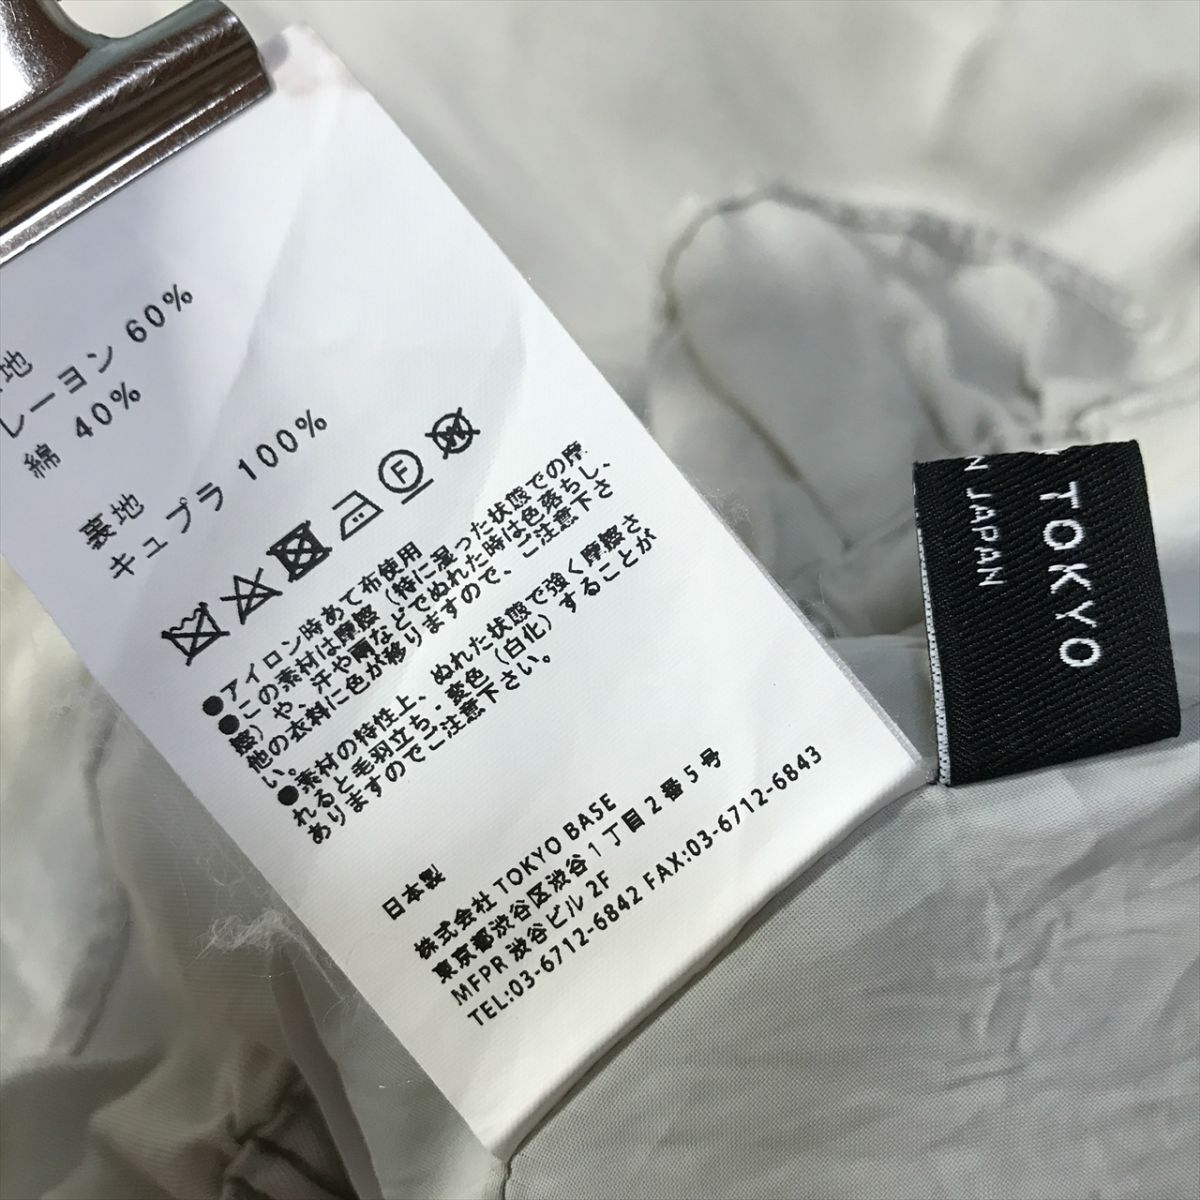 地
レーヨン 60%
綿 40%
裏地
キュプラ 100%
F
W
●アイロン時あて布使用
●この素材は摩擦（特に湿った状態での摩
擦）や、汗や雨などでぬれた時は色落ちし、
他の衣料に色が移りますので、ご注意下さ
い。
●素材の特性上、ぬれた状態で強く摩擦さ
れると毛羽立ち・変色（白化）することが
ありますのでご注意下さい。
日本製
株式会社 TOKYO BASE
東京都渋谷区渋谷1丁目2番5号
MFPR 渋谷ビル 2F
TEL:03-6712-6842 FAX:03-6712-6843
TOKYO
N JAPAN